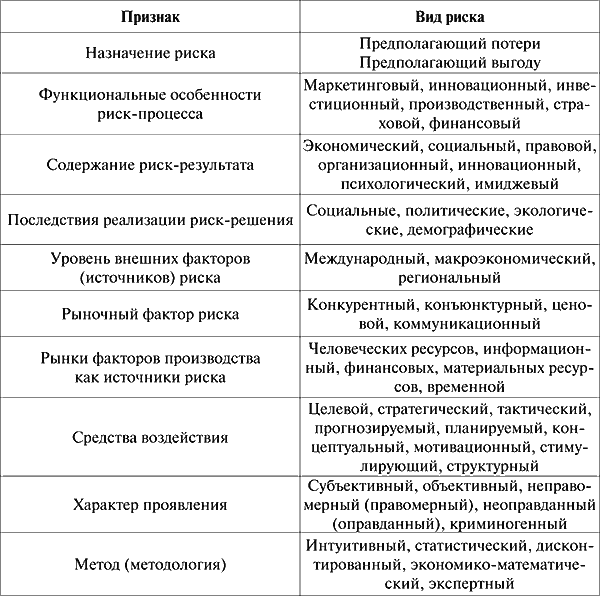 Признак
Вид риска
Назначение риска
Предполагающий потери
Предполагающий выгоду
Функциональные особенности
риск-процесса
Маркетинговый, инновационный, инве-
стиционный, производственный, стра-
ховой, финансовый
Содержание риск-результата
Экономический, социальный, правовой,
организационный, инновационный,
психологический, имиджевый
Последствия реализации риск-решения
Социальные, политические, экологиче-
ские, демографические
Уровень внешних факторов
(источников) риска
Международный, макроэкономический,
региональный
Рыночный фактор риска
Конкурентный, конъюнктурный, цено-
вой, коммуникационный
Рынки факторов производства
как источники риска
Человеческих ресурсов, информацион-
ный, финансовых, материальных ресур-
сов, временной
Средства воздействия
Целевой, стратегический, тактический,
прогнозируемый, планируемый, кон-
цептуальный, мотивационный, стиму-
лирующий, структурный
Характер проявления
Субъективный, объективный, неправо-
мерный (правомерный), неоправданный
(оправданный), криминогенный
Метод (методология)
Интуитивный, статистический, дискон-
тированный, экономико-математиче-
ский, экспертный